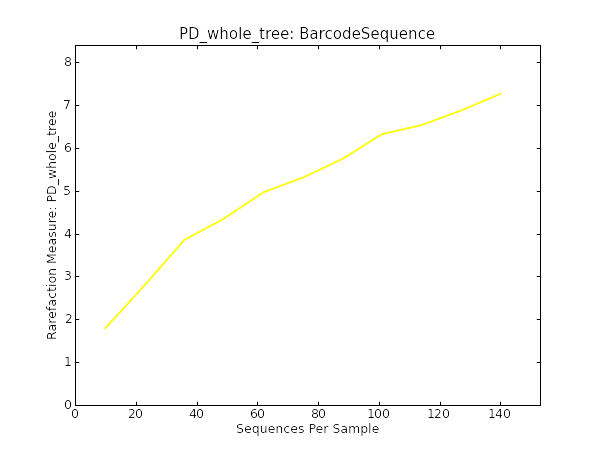 PD_whole_tree: BarcodeSequence
8
7
6
5
4
3
2
1
0
Rarefaction Measure: PD_whole_tree
0 20 40 60 80 100 120 140
Sequences Per Sample